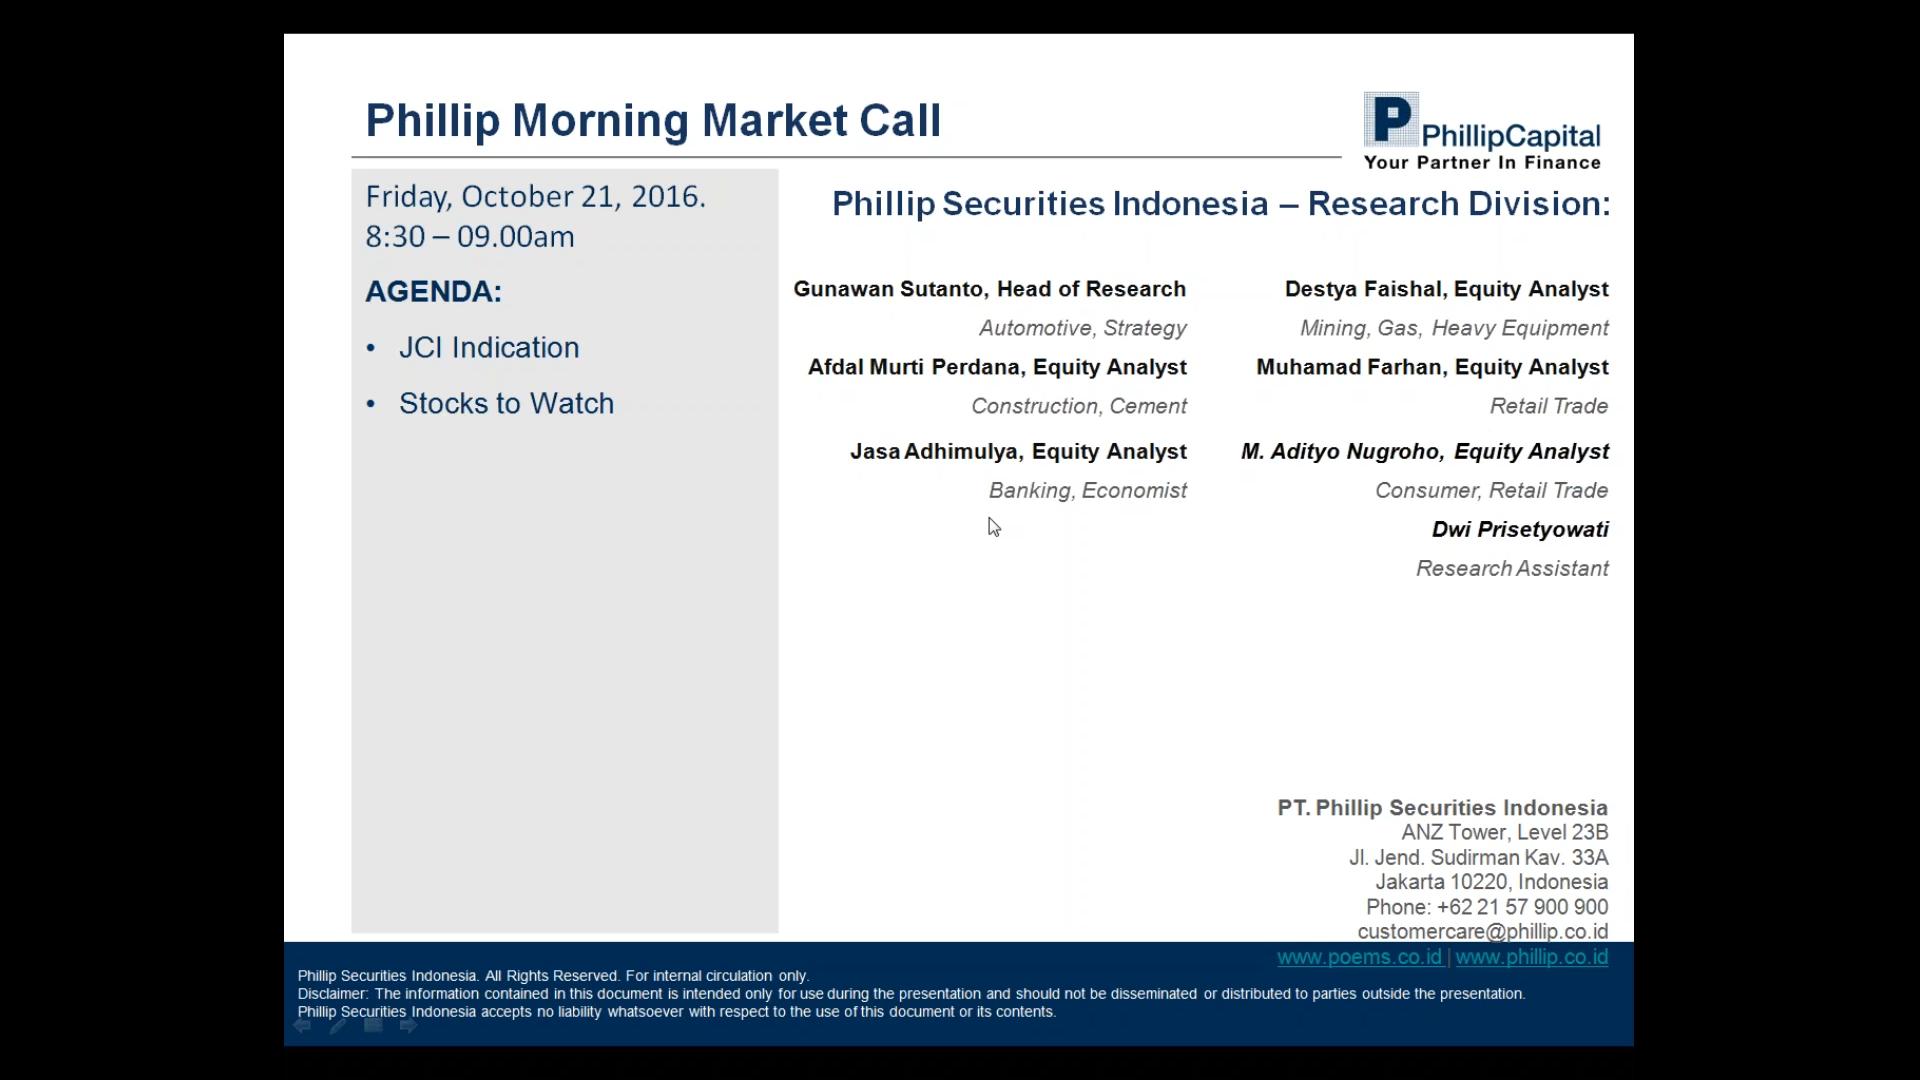 Phillip Morning Market Call
P PhillipCapital
Your Partner In Finance
Friday, October 21, 2016.
8:30 – 09.00am
AGENDA:
• JCI Indication
• Stocks to Watch
Phillip Securities Indonesia – Research Division:
Gunawan Sutanto, Head of Research
Automotive, Strategy
Afdal Murti Perdana, Equity Analyst
Construction, Cement
Jasa Adhimulya, Equity Analyst
Banking, Economist
Destya Faishal, Equity Analyst
Mining, Gas, Heavy Equipment
Muhamad Farhan, Equity Analyst
Retail Trade
M. Adityo Nugroho, Equity Analyst
Consumer, Retail Trade
Dwi Prisetyowati
Research Assistant
PT. Phillip Securities Indonesia
ANZ Tower, Level 23B
Jl. Jend. Sudirman Kav. 33A
Jakarta 10220, Indonesia
Phone: +62 21 57 900 900
customercare@phillip.co.id
www.poems.co.id | www.phillip.co.id
Phillip Securities Indonesia. All Rights Reserved. For internal circulation only.
Disclaimer: The information contained in this document is intended only for use during the presentation and should not be disseminated or distributed to parties outside the presentation.
Phillip Securities Indonesia accepts no liability whatsoever with respect to the use of this document or its contents.